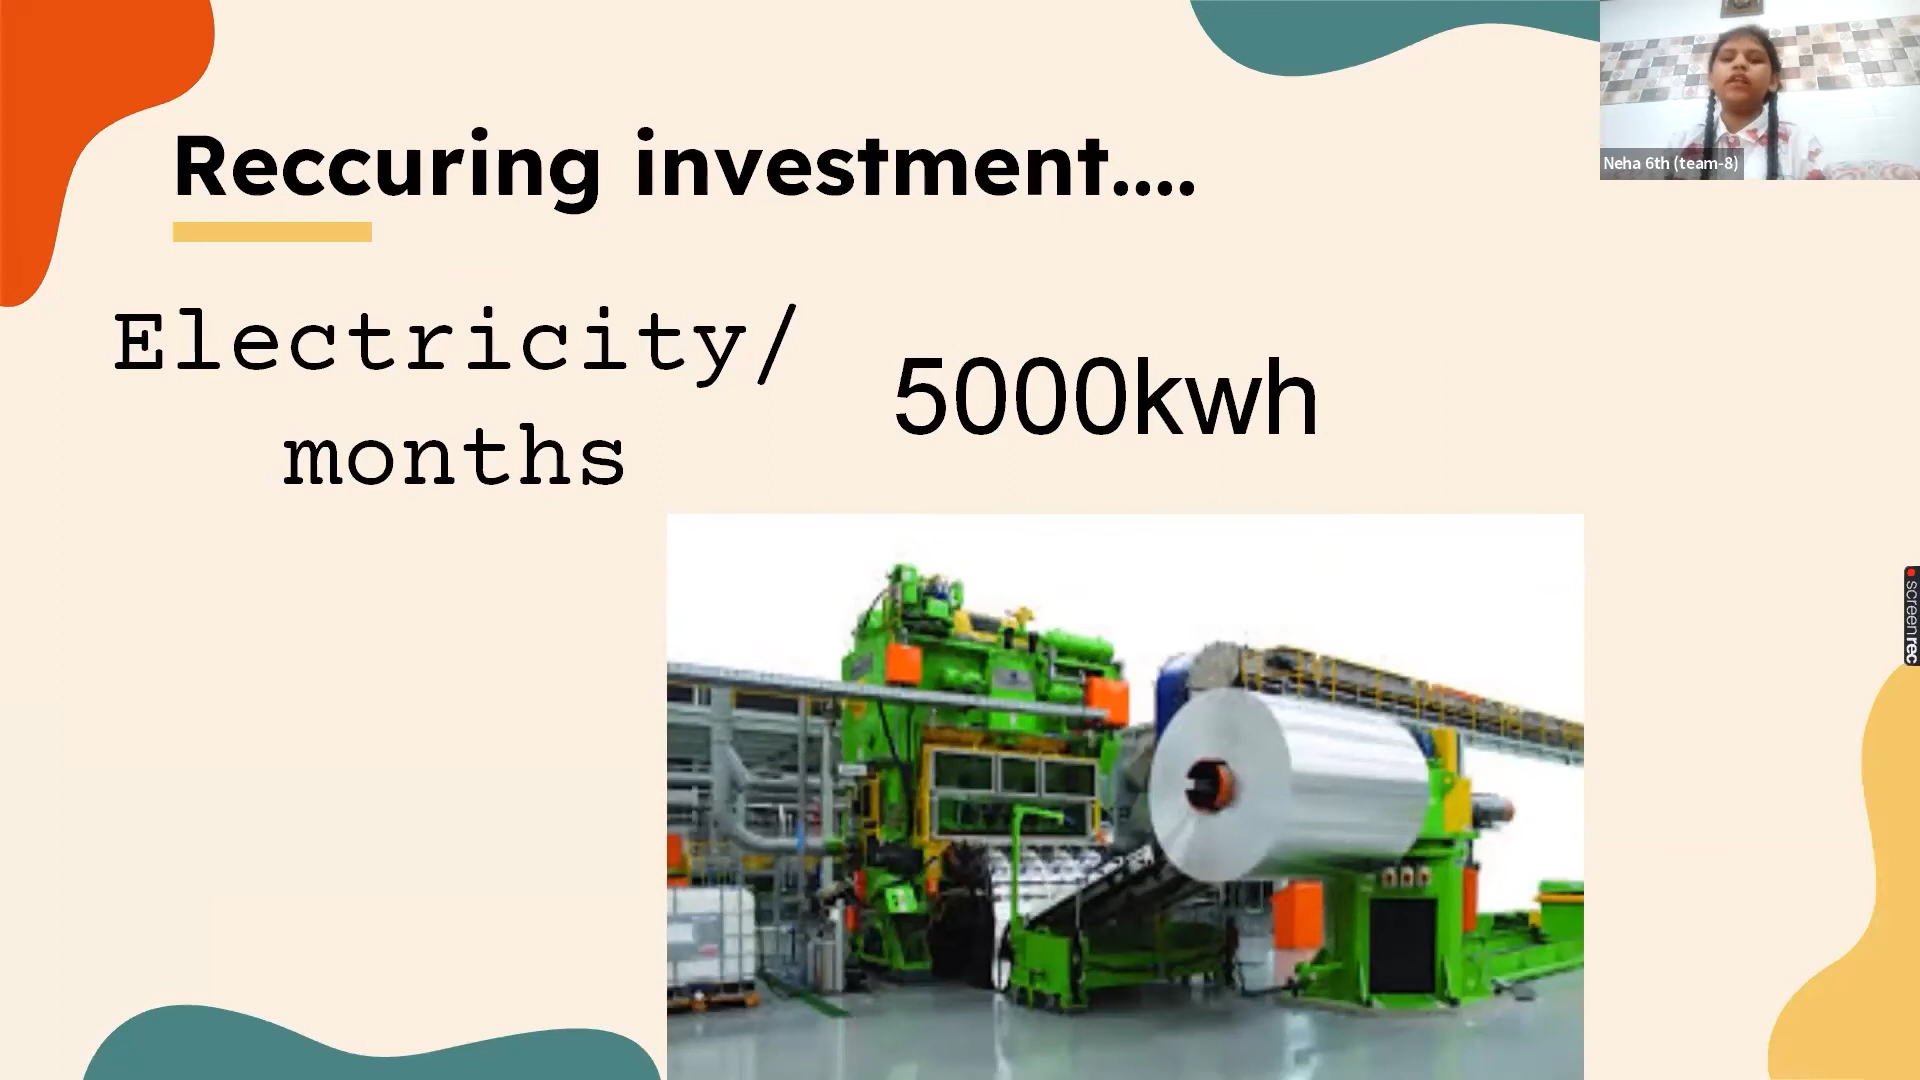 Reccuring investment....
Electricity/
months
5000kwh
Neha 6th (team-8)
screenrec